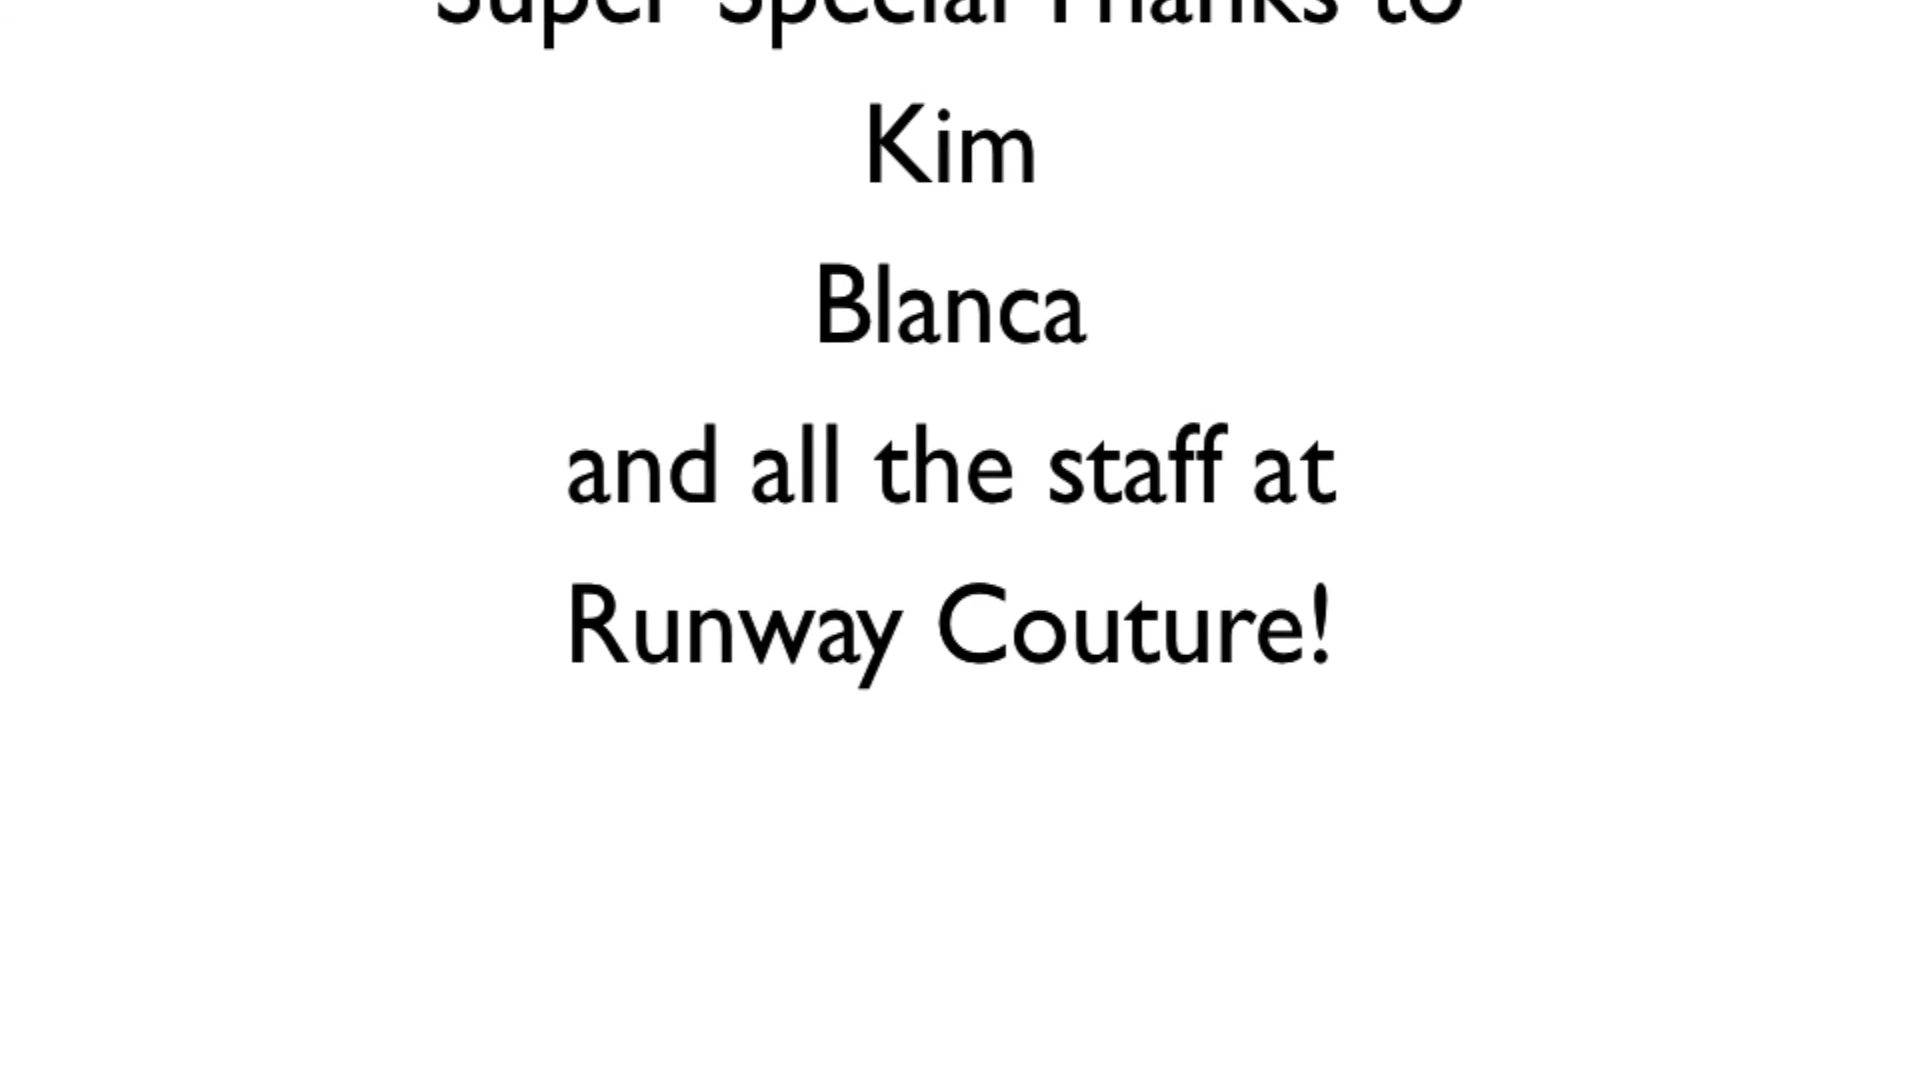 Super Special Thanks to
Kim
Blanca
and all the staff at
Runway Couture!